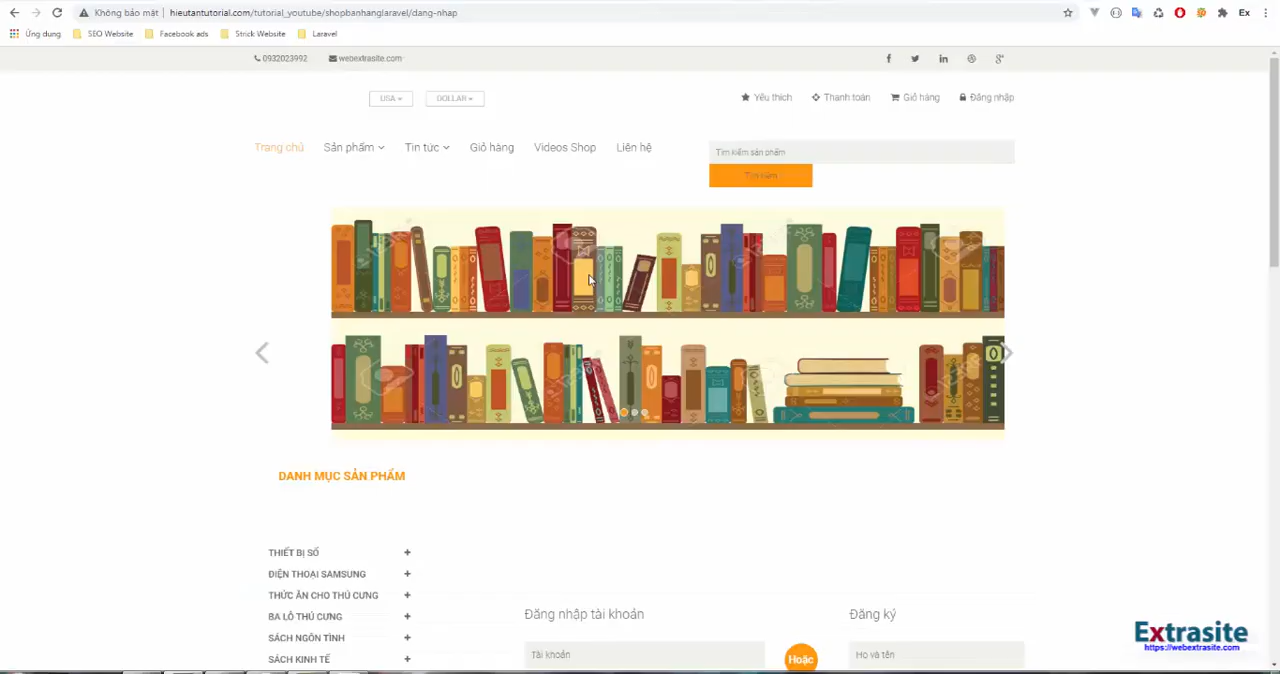 Không bảo mật | hieutantutorial.com/tutorial_youtube/shopbanhanglaravel/dang-nhap
Ex
Ứng dụng SEO Website Facebook ads Strick Website Laravel
0932023992 webextrasite.com
USA DOLLAR
Yêu thích Thanh toán Giỏ hàng Đăng nhập
Trang chủ Sản phẩm Tin tức Giỏ hàng Videos Shop Liên hệ
Tìm kiếm sản phẩm
Tìm kiếm
DANH MỤC SẢN PHẨM
THIẾT BỊ SỐ +
ĐIỆN THOẠI SAMSUNG +
THỨC ĂN CHO THÚ CƯNG +
BA LÔ THÚ CƯNG +
SÁCH NGÔN TÌNH +
SÁCH KINH TẾ +
Đăng nhập tài khoản
Tài khoản
Hoặc
Đăng ký
Họ và tên
Extrasite
https://webextrasite.com